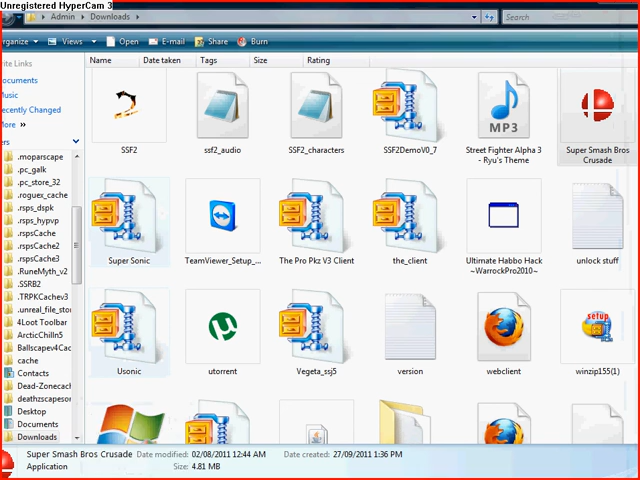 Unregistered HyperCam 3
Admin
Downloads
Search
rganize
Views
Open
E-mail
Share
Burn
rite Links
Name
Date taken
Tags
Size
Rating
ocuments
usic
ecently Changed
ore »
ers
.moparscape
.pc_galk
.pc_store_32
.roguex_cache
.rsps_dspk
.rsps_hypvp
.rspsCache
.rspsCache2
.rspsCache3
.RuneMyth_v2
.SSRB2
.TRPKCachev3
.unreal_file_stor
4Loot Toolbar
ArcticChilln5
Ballscapev4Cac
cache
Contacts
Dead-Zonecach
deathzscapesor
Desktop
Documents
Downloads
MP3
SSF2
ssf2_audio
SSF2_characters
SSF2DemoV0_7
Street Fighter Alpha 3
- Ryu's Theme
Super Smash Bros
Crusade
Super Sonic
TeamViewer_Setup_...
The Pro Pkz V3 Client
the_client
Ultimate Habbo Hack
~WarrockPro2010~
unlock stuff
setup
Usonic
utorrent
Vegeta_ssj5
version
webclient
winzip155(1)
Super Smash Bros Crusade
Date modified: 02/08/2011 12:44 AM
Date created: 27/09/2011 1:36 PM
Application
Size: 4.81 MB